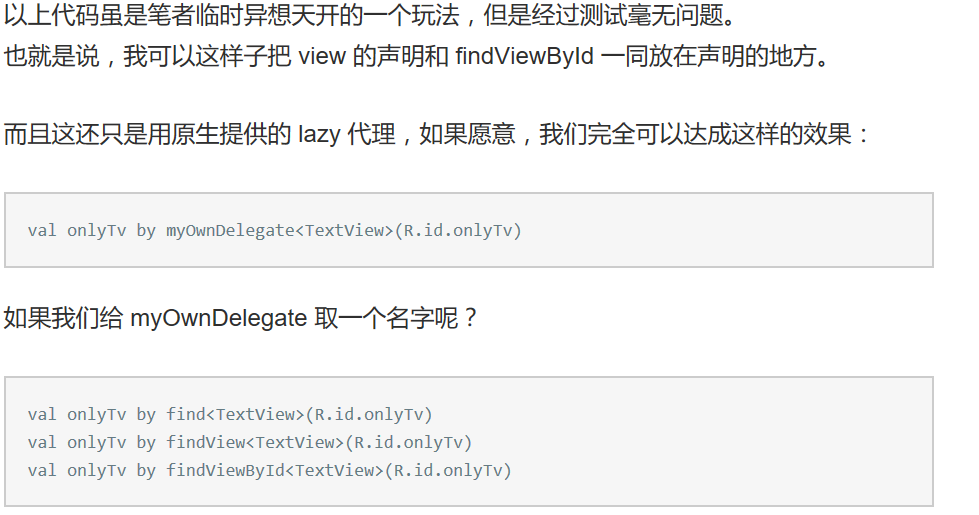 以上代码虽是笔者临时异想天开的一个玩法，但是经过测试毫无问题。
也就是说，我可以这样子把 view 的声明和 findViewById 一同放在声明的地方。
而且这还只是用原生提供的 lazy 代理，如果愿意，我们完全可以达成这样的效果：
val onlyTv by myOwnDelegate<TextView>(R.id.onlyTv)
如果我们给 myOwnDelegate 取一个名字呢？
val onlyTv by find<TextView>(R.id.onlyTv)
val onlyTv by findView<TextView>(R.id.onlyTv)
val onlyTv by findViewById<TextView>(R.id.onlyTv)